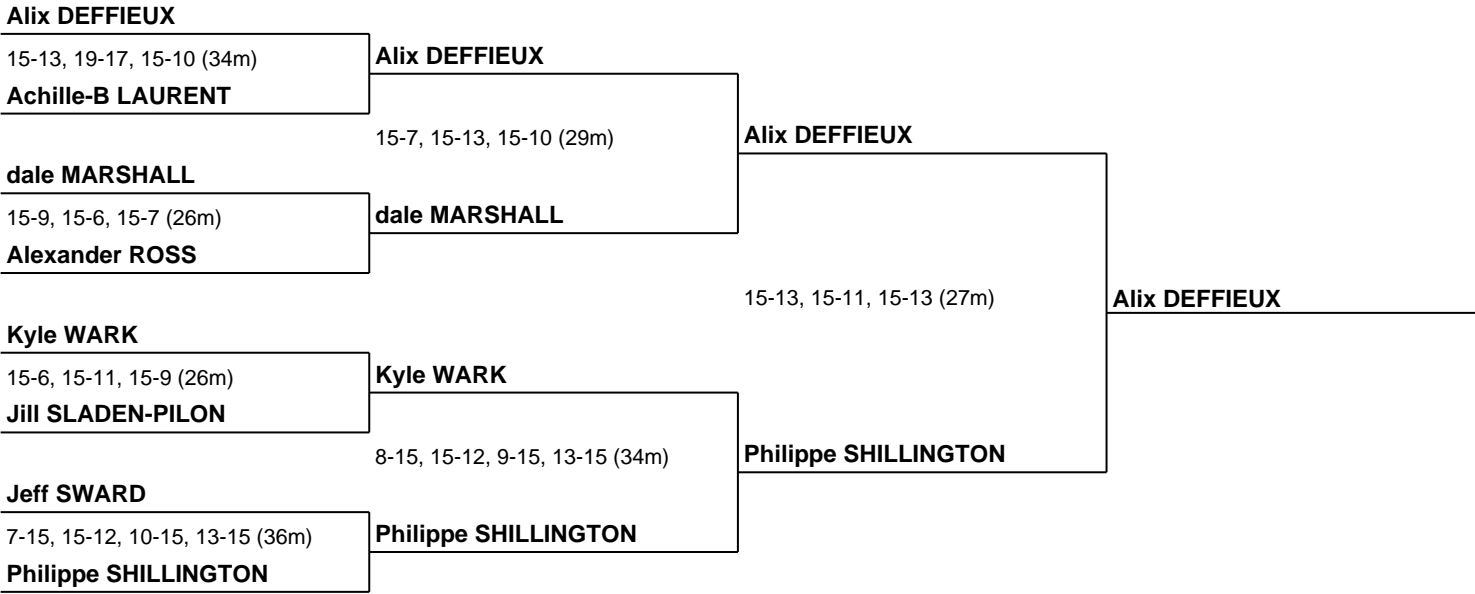 Alix DEFFIEUX
15-13, 19-17, 15-10 (34m)
Achille-B LAURENT
dale MARSHALL
15-9, 15-6, 15-7 (26m)
Alexander ROSS
Kyle WARK
15-6, 15-11, 15-9 (26m)
Jill SLADEN-PILON
Jeff SWARD
7-15, 15-12, 10-15, 13-15 (36m)
Philippe SHILLINGTON
Alix DEFFIEUX
15-7, 15-13, 15-10 (29m)
dale MARSHALL
Kyle WARK
8-15, 15-12, 9-15, 13-15 (34m)
Philippe SHILLINGTON
Alix DEFFIEUX
15-13, 15-11, 15-13 (27m)
Philippe SHILLINGTON
Alix DEFFIEUX